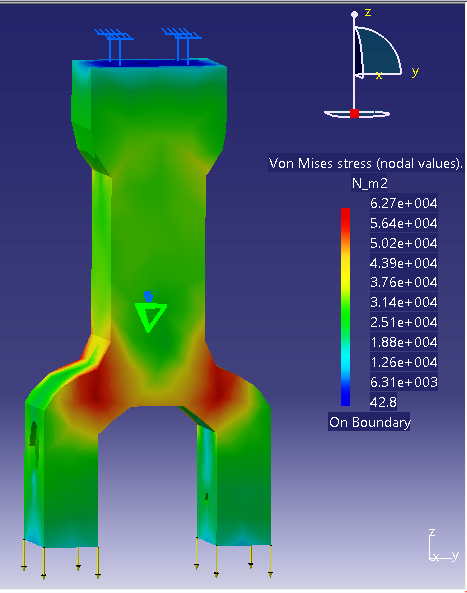 z
y
x
Von Mises stress (nodal values).
N_m2
6.27e+004
5.64e+004
5.02e+004
4.39e+004
3.76e+004
3.14e+004
2.51e+004
1.88e+004
1.26e+004
6.31e+003
42.8
On Boundary
z
x y